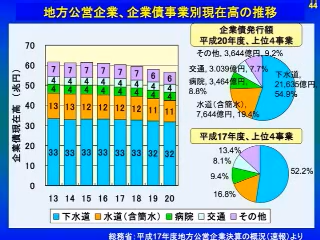 地方公営企業、企業債事業別現在高の推移
44
企業債発行額
平成20年度、上位4事業
その他, 3,644億円, 9.2%
交通, 3,039億円, 7.7%
病院, 3,464億円, 8.8%
水道(含簡水), 7,644億円, 19.4%
下水道, 21,635億円, 54.9%
平成17年度、上位4事業
13.4%
8.1%
9.4%
16.8%
52.2%
企業債現在高(兆円)
70
60
50
40
30
20
10
0
7 7 7 7 7 7 6 6
4 4 4 4 4 4 4 4
4 4 4 4 4 4 4 4
13 13 12 12 12 12 11 11
33 33 33 33 33 33 32 32
13 14 15 16 17 18 19 20
下水道 水道(含簡水) 病院 交通 その他
総務省:平成17年度地方公営企業決算の概況(速報)より